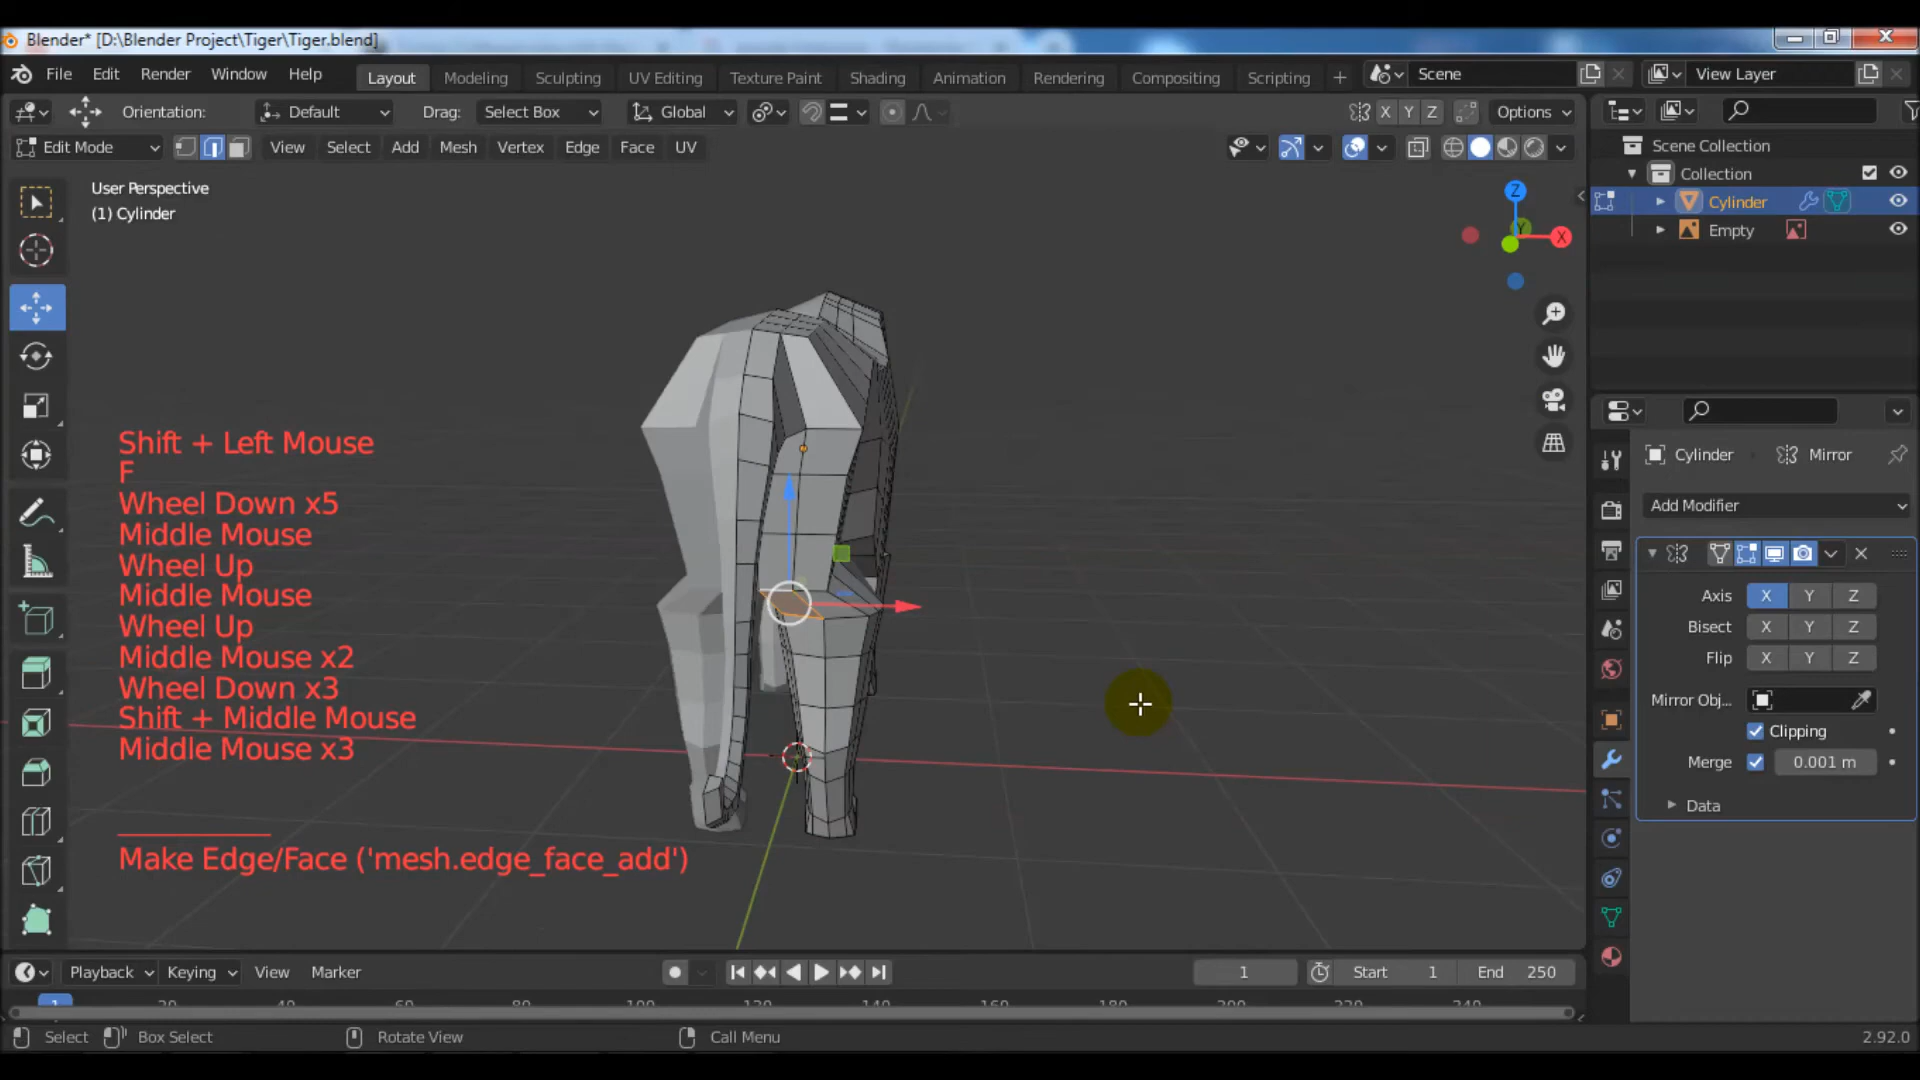 Blender* [D:\Blender Project\Tiger\Tiger.blend]
File Edit Render Window Help Layout Modeling Sculpting UV Editing Texture Paint Shading Animation Rendering Compositing Scripting + Scene View Layer
Orientation: Default Drag: Select Box Global X Y Z Options
Edit Mode View Select Add Mesh Vertex Edge Face UV
User Perspective
(1) Cylinder
Z
Y
X
Scene Collection
Collection
Cylinder
Empty
Shift + Left Mouse
F
Wheel Down x5
Middle Mouse
Wheel Up
Middle Mouse
Wheel Up
Middle Mouse x2
Wheel Down x3
Shift + Middle Mouse
Middle Mouse x3
Make Edge/Face ('mesh.edge_face_add')
Cylinder Mirror
Add Modifier
Axis X Y Z
Bisect X Y Z
Flip X Y Z
Mirror Obj...
Clipping
Merge 0.001 m
Data
Playback Keying View Marker 1 Start 1 End 250
1
Select Box Select Rotate View Call Menu 2.92.0